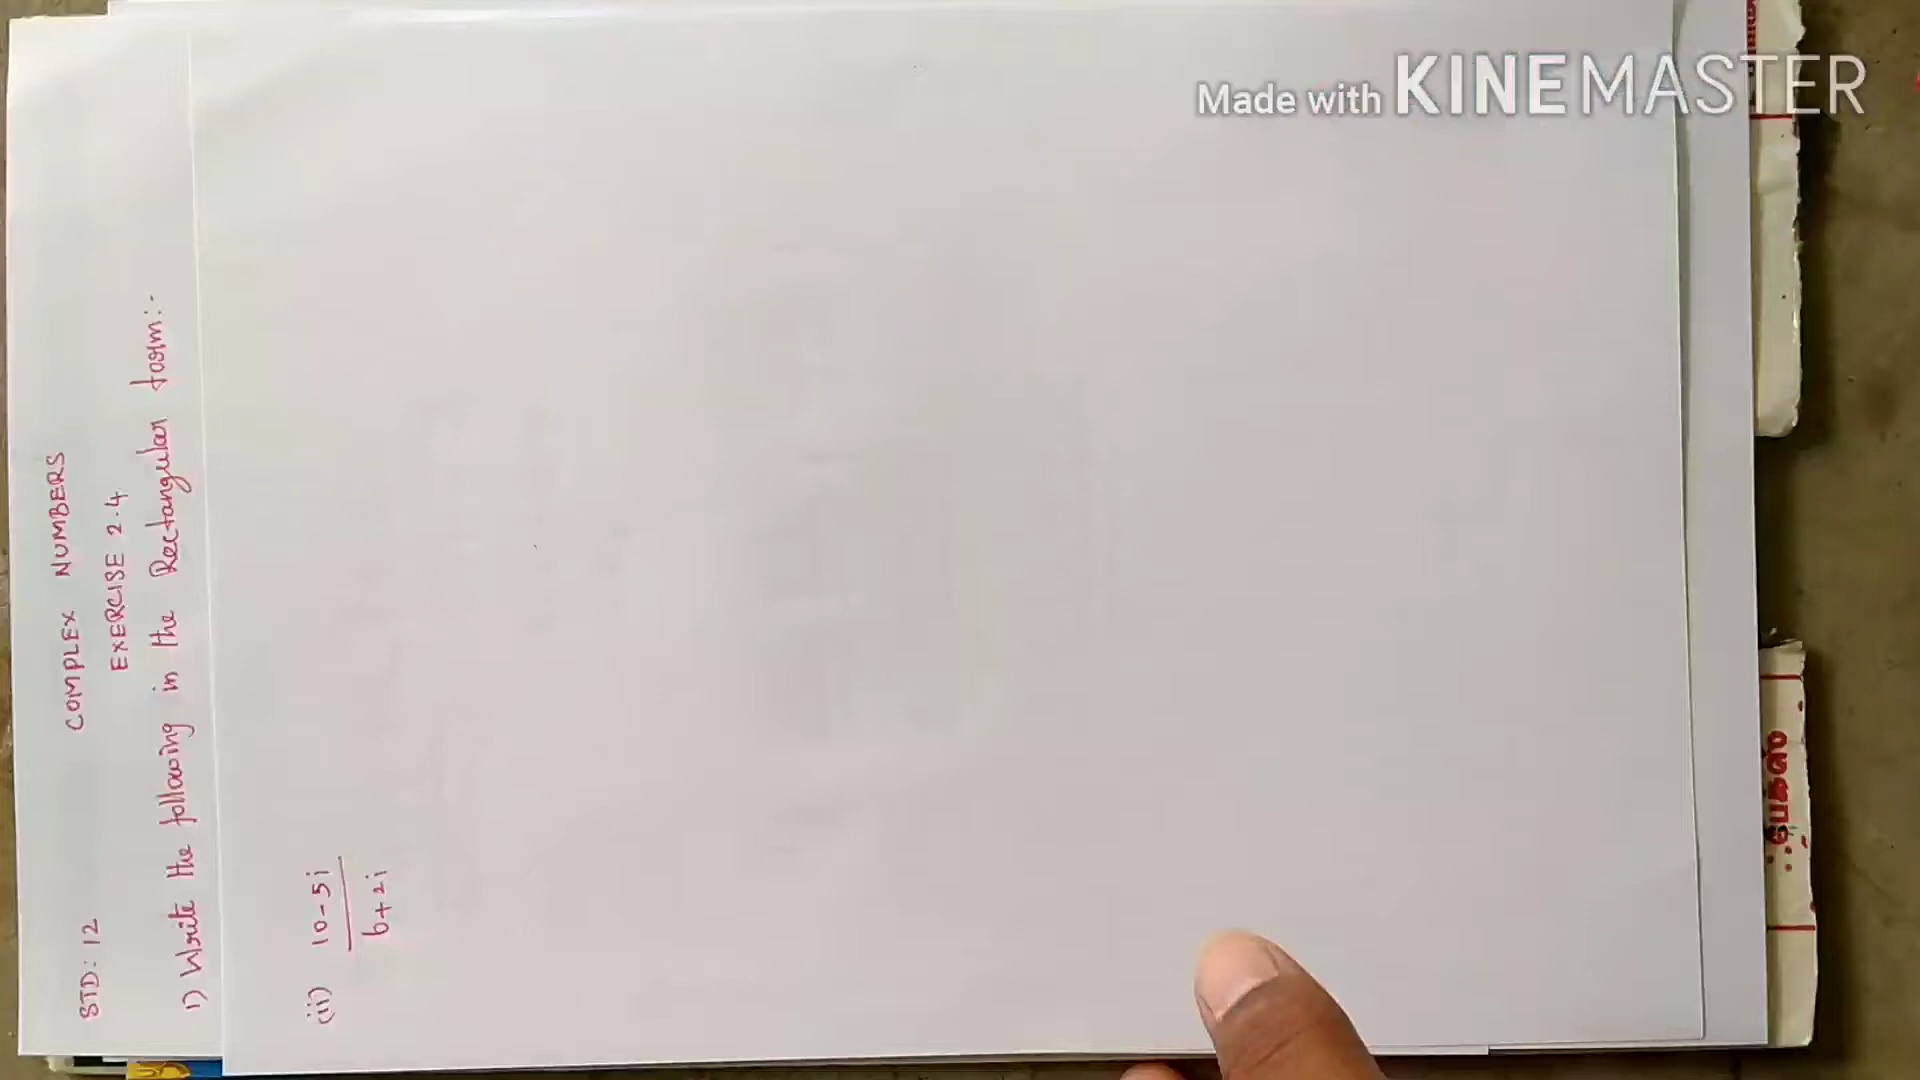 Made with KINEMASTER
STD: 12 COMPLEX NUMBERS
EXERCISE 2.4
1) Write the following in the Rectangular form:-
(ii) 10-5i
6+2i